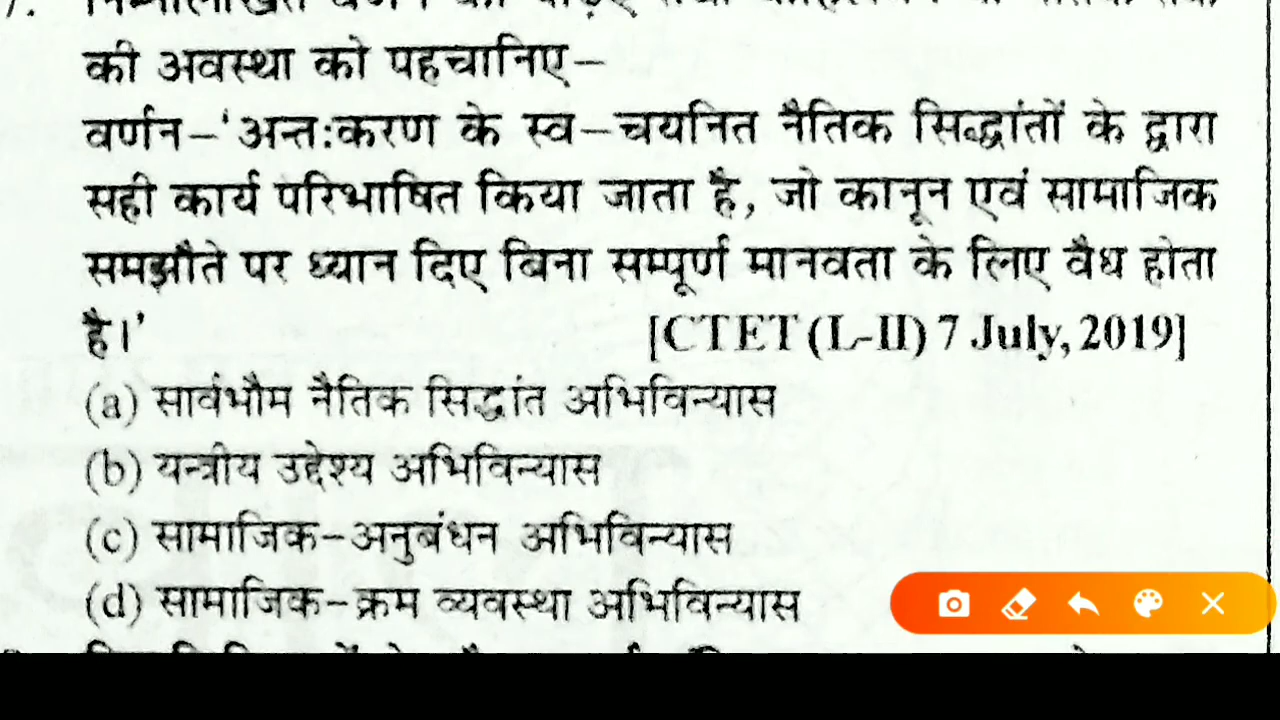 7.
की अवस्था को पहचानिए–
वर्णन–‘अन्त:करण के स्व–चयनित नैतिक सिद्धांतों के द्वारा
सही कार्य परिभाषित किया जाता है, जो कानून एवं सामाजिक
समझौते पर ध्यान दिए बिना सम्पूर्ण मानवता के लिए वैध होता
है।’ [CTET (L-II) 7 July, 2019]
(a) सार्वभौम नैतिक सिद्धांत अभिविन्यास
(b) यन्त्रीय उद्देश्य अभिविन्यास
(c) सामाजिक–अनुबंधन अभिविन्यास
(d) सामाजिक–क्रम व्यवस्था अभिविन्यास